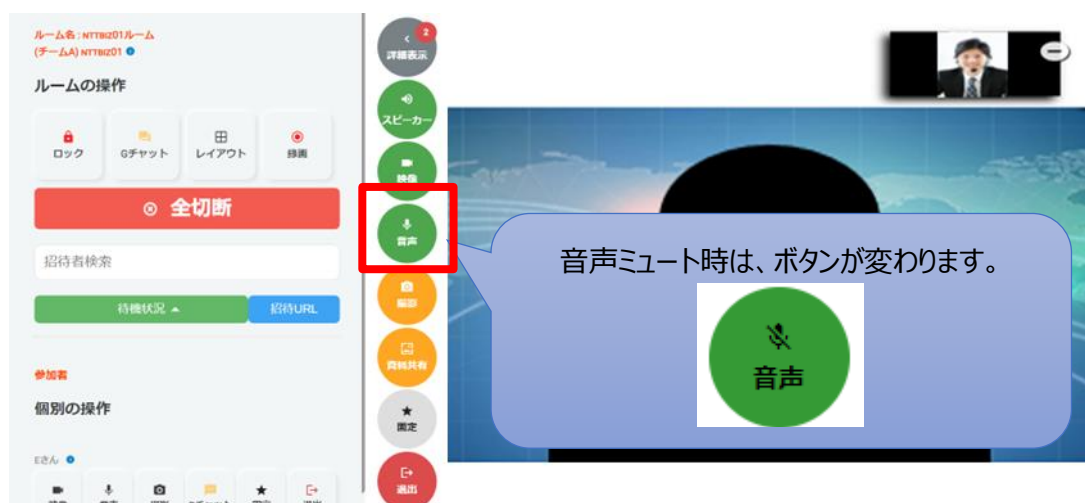 ルーム名 : NTTBIZ01ルーム
(チームA) NTTBIZ01
ルームの操作
ロック
Gチャット
レイアウト
録画
全切断
招待者検索
待機状況
招待URL
参加者
個別の操作
Eさん
2
詳細表示
スピーカー
映像
音声
撮影
資料共有
固定
退出
音声ミュート時は、ボタンが変わります。
音声